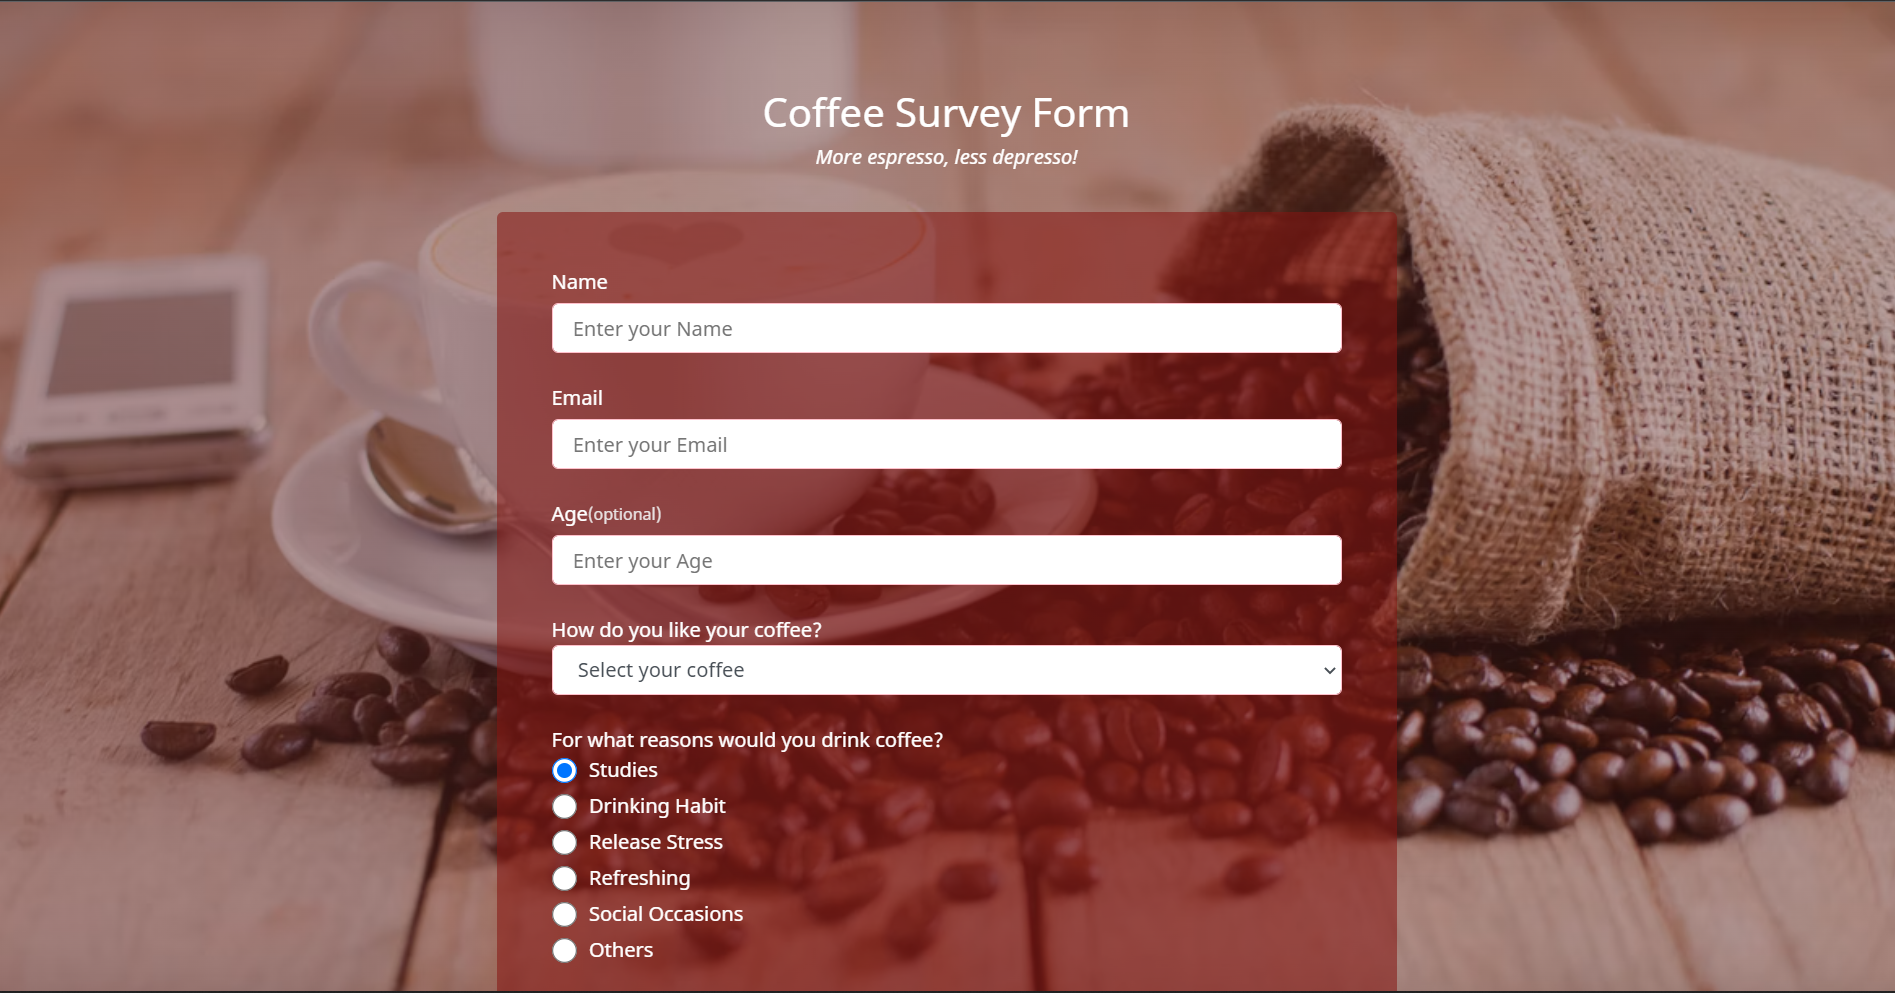 Coffee Survey Form
More espresso, less depresso!
Name
Enter your Name
Email
Enter your Email
Age(optional)
Enter your Age
How do you like your coffee?
Select your coffee
For what reasons would you drink coffee?
Studies
Drinking Habit
Release Stress
Refreshing
Social Occasions
Others